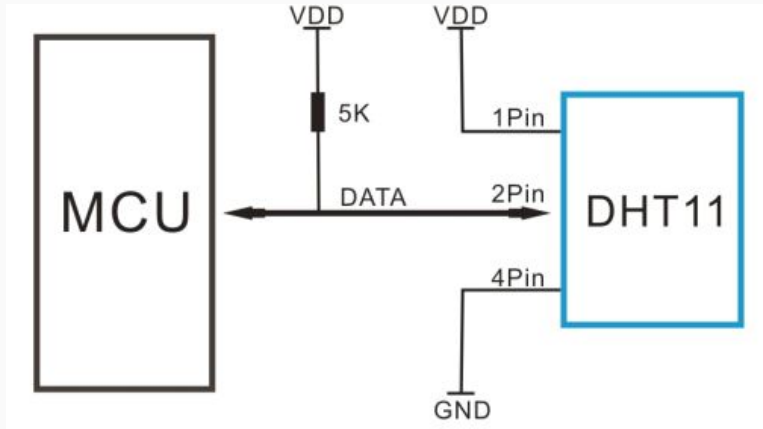 VDD
VDD
5K
1Pin
MCU
DATA
2Pin
DHT11
4Pin
GND